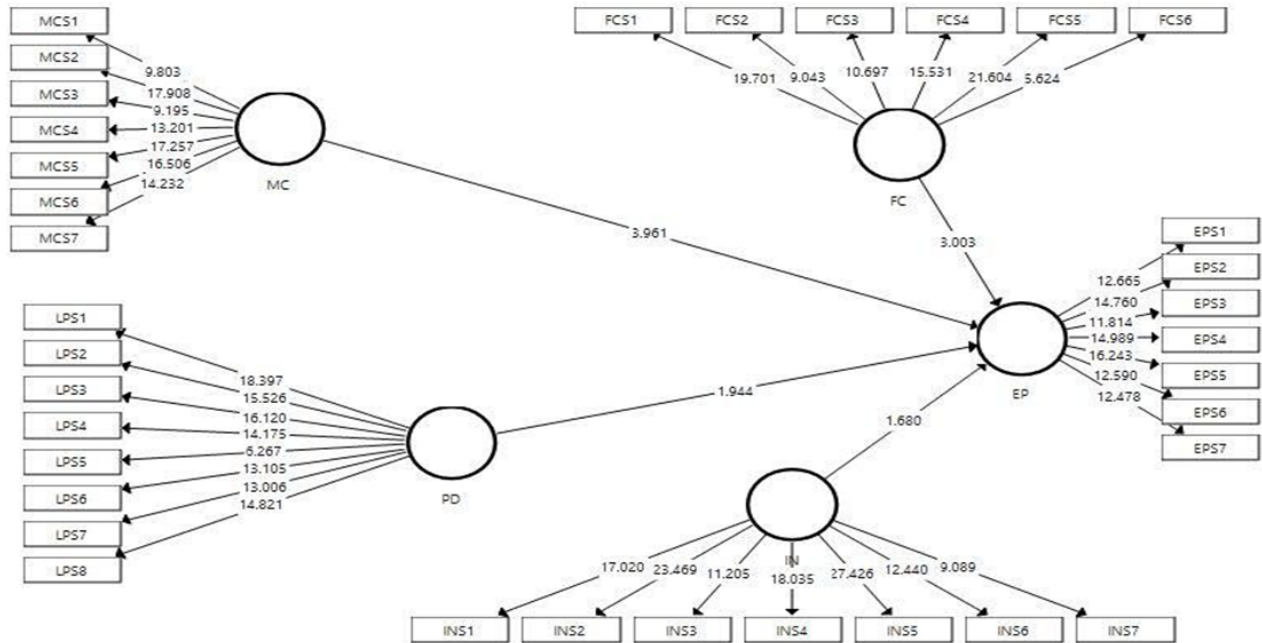 MCS1
MCS2
MCS3
MCS4
MCS5
MCS6
MCS7
9.803
17.908
9.195
13.201
17.257
16.506
14.232
MC
FCS1
FCS2
FCS3
FCS4
FCS5
FCS6
19.701
9.043
10.697
15.531
21.604
5.624
FC
3.961
3.003
EPS1
EPS2
EPS3
EPS4
EPS5
EPS6
EPS7
12.665
14.760
11.814
14.989
16.243
12.590
12.478
EP
LPS1
LPS2
LPS3
LPS4
LPS5
LPS6
LPS7
LPS8
18.397
15.526
16.120
14.175
6.267
13.105
13.006
14.821
PD
1.944
1.680
IN
17.020
23.469
11.205
18.035
27.426
12.440
9.089
INS1
INS2
INS3
INS4
INS5
INS6
INS7